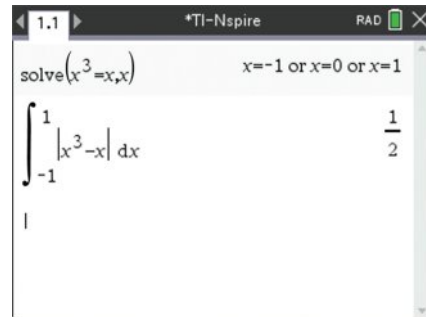 1.1 *TI-Nspire RAD
solve(x³=x,x) x=-1 or x=0 or x=1
∫₋₁¹ |x³-x| dx 1/2